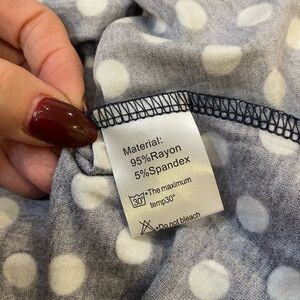 Material:
95%Rayon
5%Spandex
30° •The maximum
temp30°
•Do not bleach